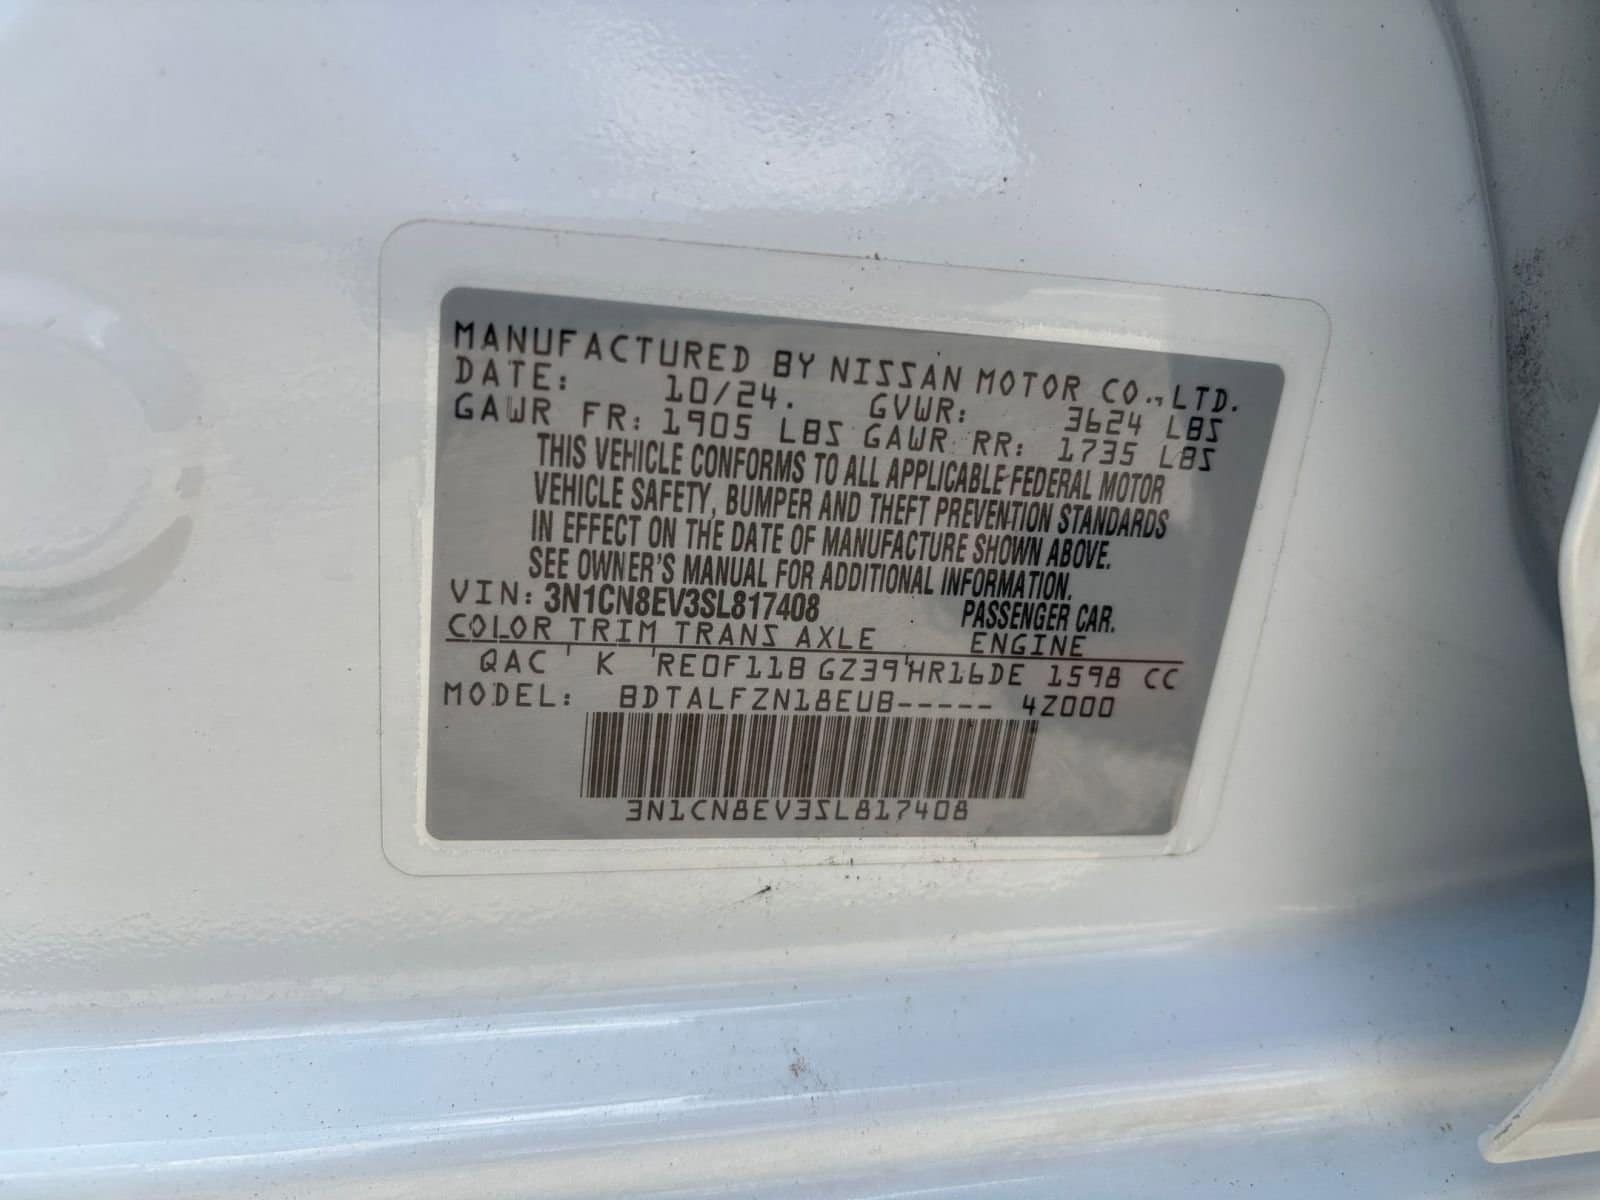 MANUFACTURED BY NISSAN MOTOR CO., LTD.
DATE: 10/24. GVWR: 3624 LBS
GAWR FR: 1905 LBS GAWR RR: 1735 LBS
THIS VEHICLE CONFORMS TO ALL APPLICABLE FEDERAL MOTOR
VEHICLE SAFETY, BUMPER AND THEFT PREVENTION STANDARDS
IN EFFECT ON THE DATE OF MANUFACTURE SHOWN ABOVE.
SEE OWNER'S MANUAL FOR ADDITIONAL INFORMATION.
VIN: 3N1CN8EV3SL817408 PASSENGER CAR.
COLOR TRIM TRANS AXLE ENGINE
QAC K RE0F11B GZ39 HR16DE 1598 CC
MODEL: BDTALFZN18EUB----- 4Z000
3N1CN8EV3SL817408